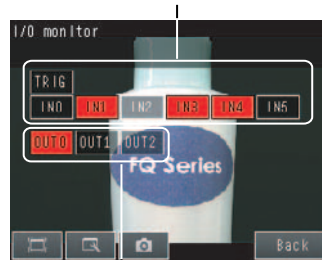 I/O monitor
TRIG
IN0 IN1 IN2 IN3 IN4 IN5
OUT0 OUT1 OUT2
FQ Series
Back